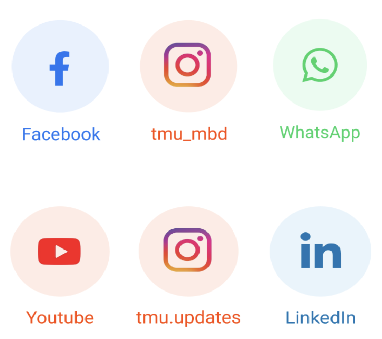 Facebook
tmu_mbd
WhatsApp
Youtube
tmu.updates
LinkedIn